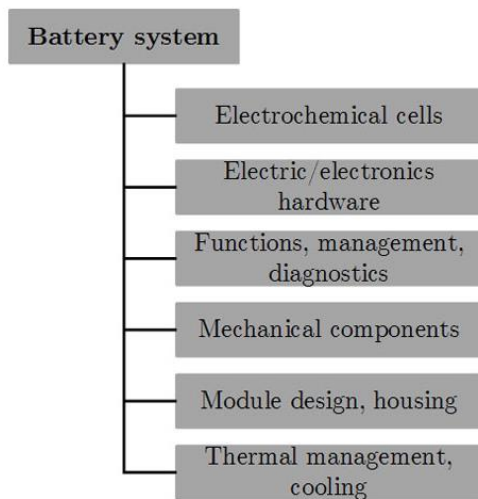 Battery system
Electrochemical cells
Electric/electronics
hardware
Functions, management,
diagnostics
Mechanical components
Module design, housing
Thermal management,
cooling